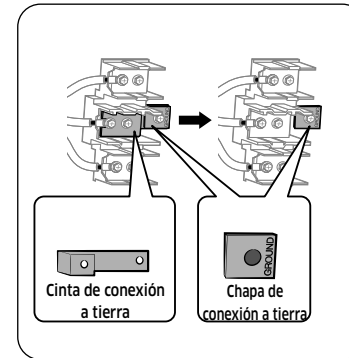 Cinta de conexión
a tierra
Chapa de
conexión a tierra
GROUND